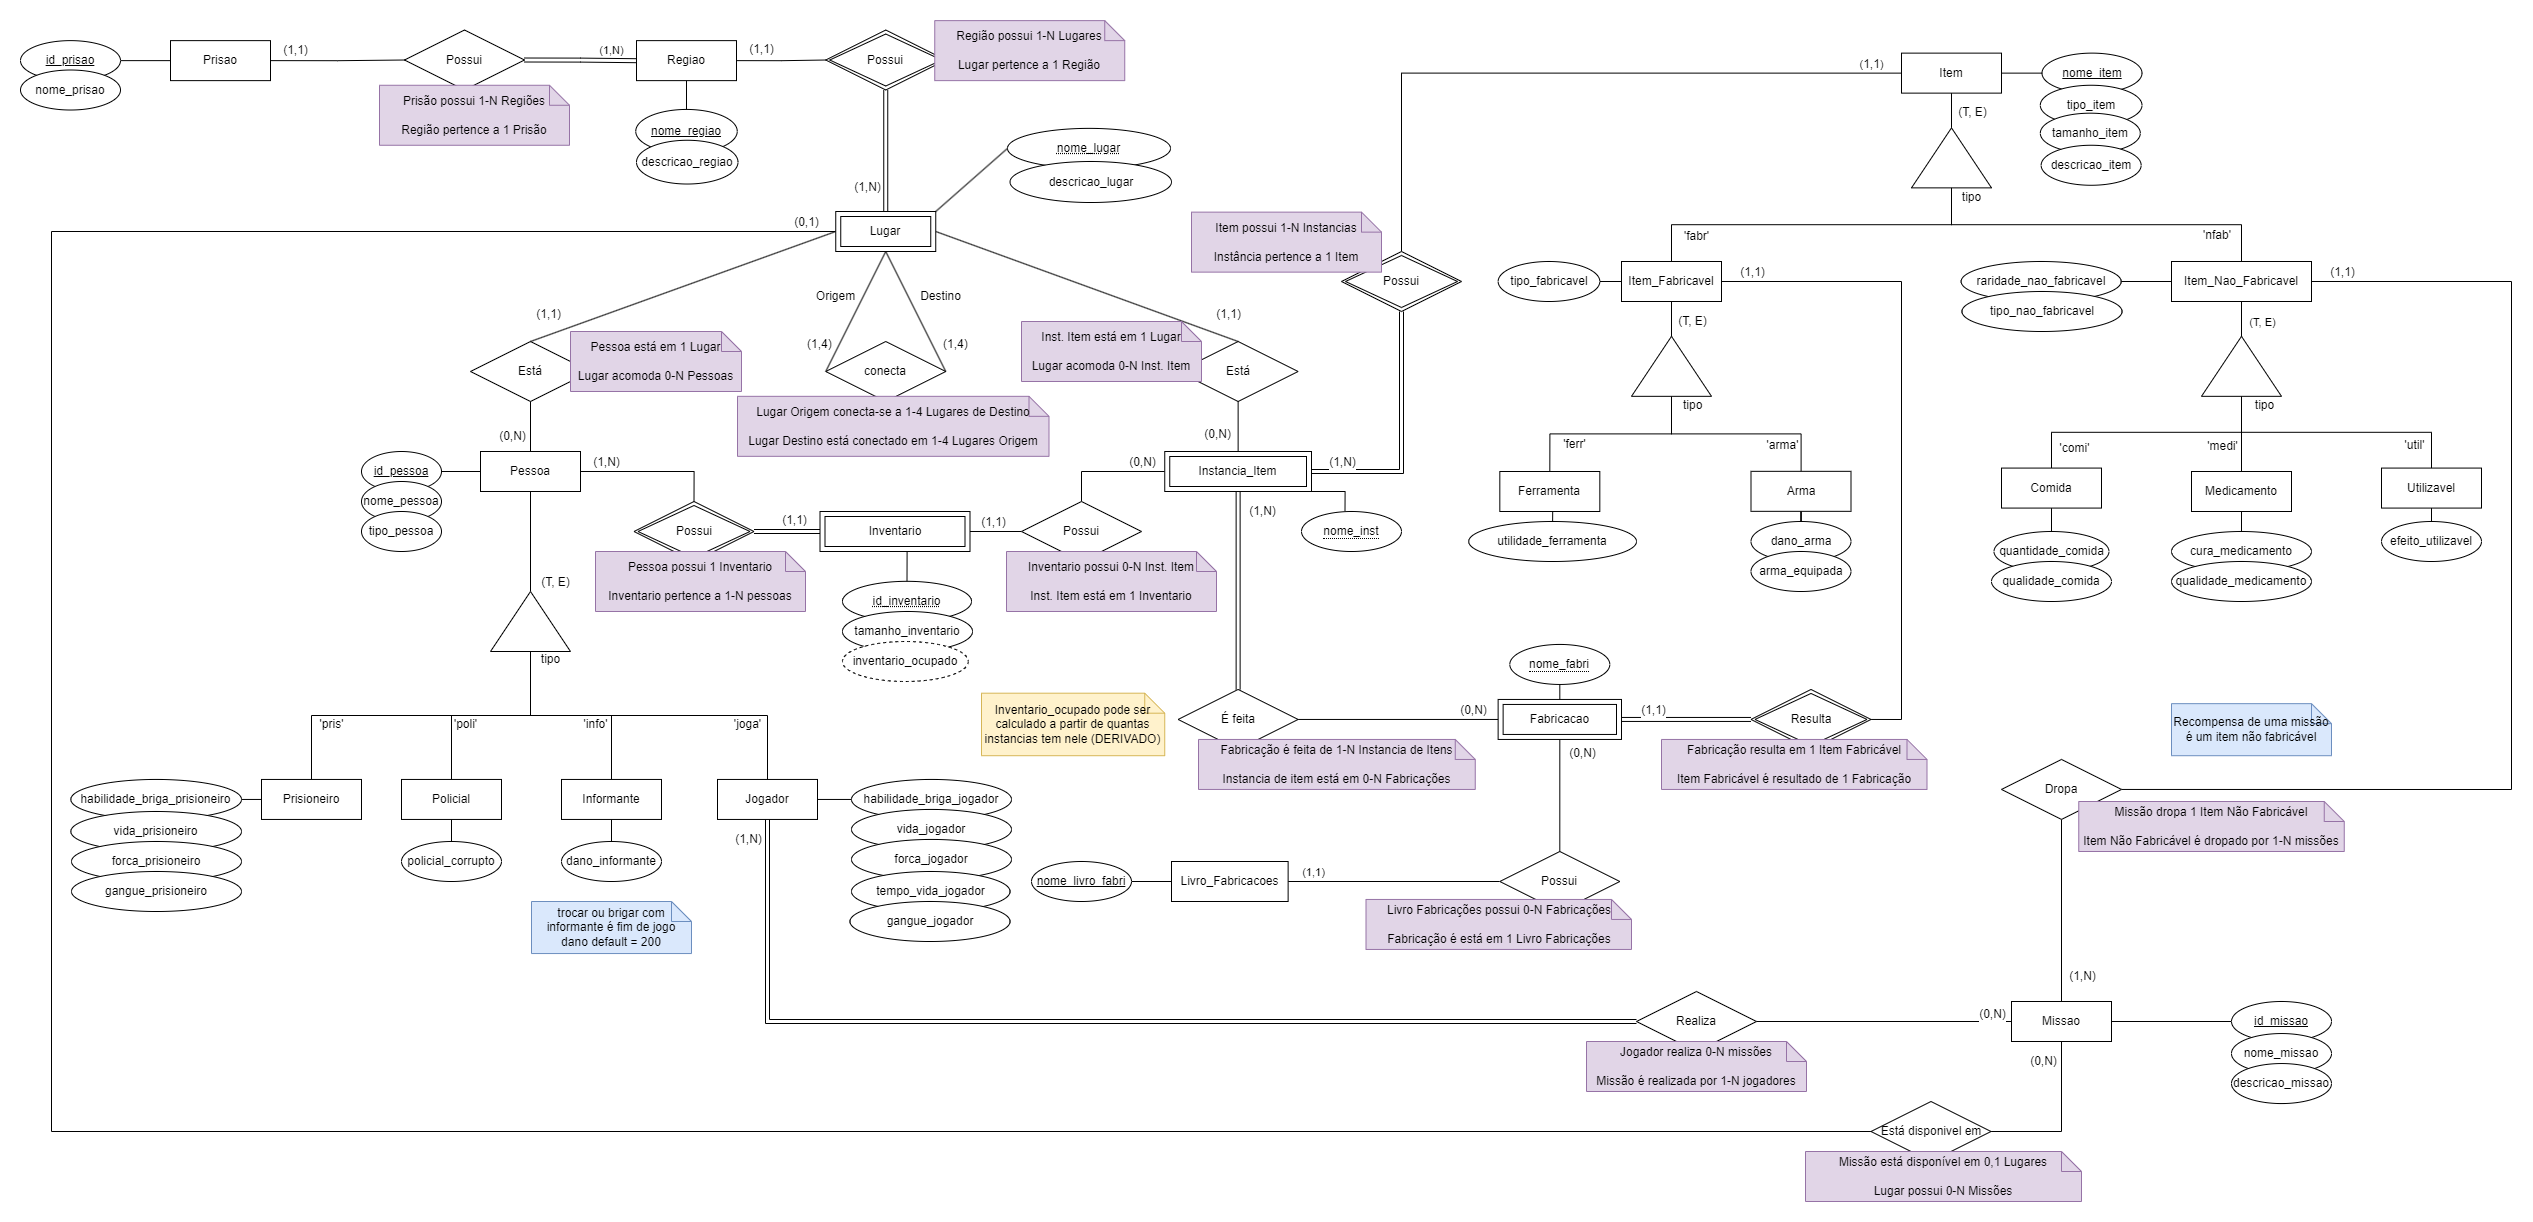 id_prisao
nome_prisao
Prisao
(1,1)
Possui
(1,N)
Regiao
(1,1)
Possui
Prisão possui 1-N Regiões
Região pertence a 1 Prisão
nome_regiao
descricao_regiao
Região possui 1-N Lugares
Lugar pertence a 1 Região
(1,N)
nome_lugar
descricao_lugar
(0,1)
Lugar
(1,1)
Origem
Destino
(1,1)
Está
Pessoa está em 1 Lugar
Lugar acomoda 0-N Pessoas
(1,4)
(1,4)
conecta
Lugar Origem conecta-se a 1-4 Lugares de Destino
Lugar Destino está conectado em 1-4 Lugares Origem
Inst. Item está em 1 Lugar
Lugar acomoda 0-N Inst. Item
Está
(0,N)
(0,N)
Item possui 1-N Instancias
Instância pertence a 1 Item
Possui
(1,1)
Item
nome_item
tipo_item
tamanho_item
descricao_item
(T, E)
tipo
'fabr'
'nfab'
tipo_fabricavel
Item_Fabricavel
(1,1)
raridade_nao_fabricavel
tipo_nao_fabricavel
Item_Nao_Fabricavel
(1,1)
(T, E)
tipo
(T, E)
tipo
'ferr'
'arma'
Ferramenta
utilidade_ferramenta
Arma
dano_arma
arma_equipada
'comi'
'medi'
'util'
Comida
quantidade_comida
qualidade_comida
Medicamento
cura_medicamento
qualidade_medicamento
Utilizavel
efeito_utilizavel
id_pessoa
nome_pessoa
tipo_pessoa
Pessoa
(1,N)
Possui
(1,1)
Pessoa possui 1 Inventario
Inventario pertence a 1-N pessoas
Inventario
(1,1)
id_inventario
tamanho_inventario
inventario_ocupado
Possui
(0,N)
Inventario possui 0-N Inst. Item
Inst. Item está em 1 Inventario
Instancia_Item
(1,N)
(1,N)
nome_inst
(T, E)
tipo
Inventario_ocupado pode ser
calculado a partir de quantas
instancias tem nele (DERIVADO)
É feita
(0,N)
Fabricação é feita de 1-N Instancia de Itens
Instancia de item está em 0-N Fabricações
nome_fabri
Fabricacao
(1,1)
(0,N)
Resulta
Fabricação resulta em 1 Item Fabricável
Item Fabricável é resultado de 1 Fabricação
Recompensa de uma missão
é um item não fabricável
'pris'
'poli'
'info'
'joga'
habilidade_briga_prisioneiro
vida_prisioneiro
forca_prisioneiro
gangue_prisioneiro
Prisioneiro
Policial
policial_corrupto
Informante
dano_informante
trocar ou brigar com
informante é fim de jogo
dano default = 200
Jogador
(1,N)
habilidade_briga_jogador
vida_jogador
forca_jogador
tempo_vida_jogador
gangue_jogador
nome_livro_fabri
Livro_Fabricacoes
(1,1)
Possui
Livro Fabricações possui 0-N Fabricações
Fabricação é está em 1 Livro Fabricações
Dropa
Missão dropa 1 Item Não Fabricável
Item Não Fabricável é dropado por 1-N missões
(1,N)
Realiza
(0,N)
Jogador realiza 0-N missões
Missão é realizada por 1-N jogadores
Missao
(0,N)
id_missao
nome_missao
descricao_missao
Está disponivel em
Missão está disponível em 0,1 Lugares
Lugar possui 0-N Missões